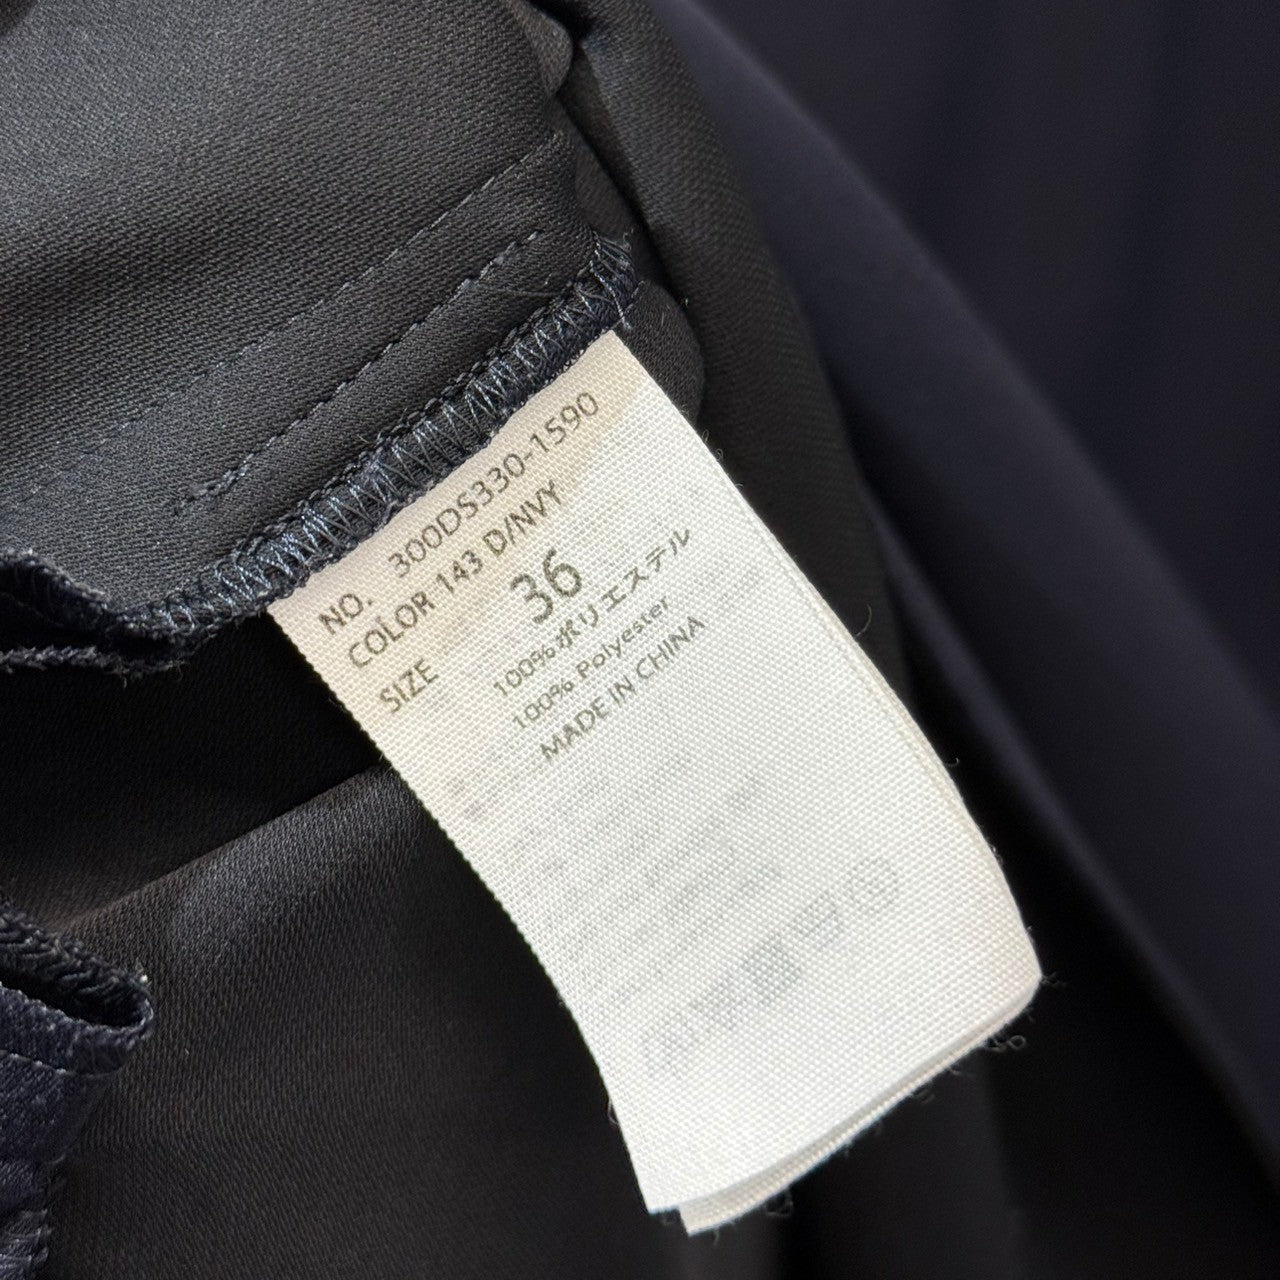 NO. 300DS330-1590
COLOR 143 D/NVY
SIZE 36
100%ポリエステル
100% Polyester
MADE IN CHINA